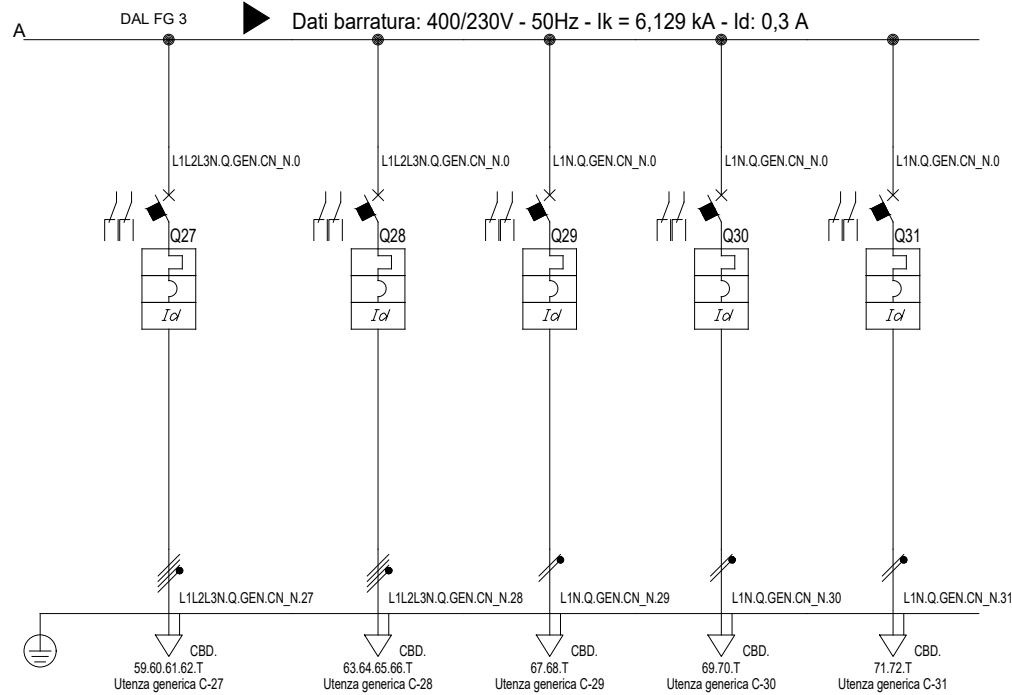 DAL FG 3
Dati barratura: 400/230V - 50Hz - Ik = 6,129 kA - Id: 0,3 A
A
L1L2L3N.Q.GEN.CN_N.0
L1L2L3N.Q.GEN.CN_N.0
L1N.Q.GEN.CN_N.0
L1N.Q.GEN.CN_N.0
L1N.Q.GEN.CN_N.0
Q27
Q28
Q29
Q30
Q31
Id
Id
Id
Id
Id
L1L2L3N.Q.GEN.CN_N.27
L1L2L3N.Q.GEN.CN_N.28
L1N.Q.GEN.CN_N.29
L1N.Q.GEN.CN_N.30
L1N.Q.GEN.CN_N.31
CBD.
CBD.
CBD.
CBD.
CBD.
59.60.61.62.T
63.64.65.66.T
67.68.T
69.70.T
71.72.T
Utenza generica C-27
Utenza generica C-28
Utenza generica C-29
Utenza generica C-30
Utenza generica C-31